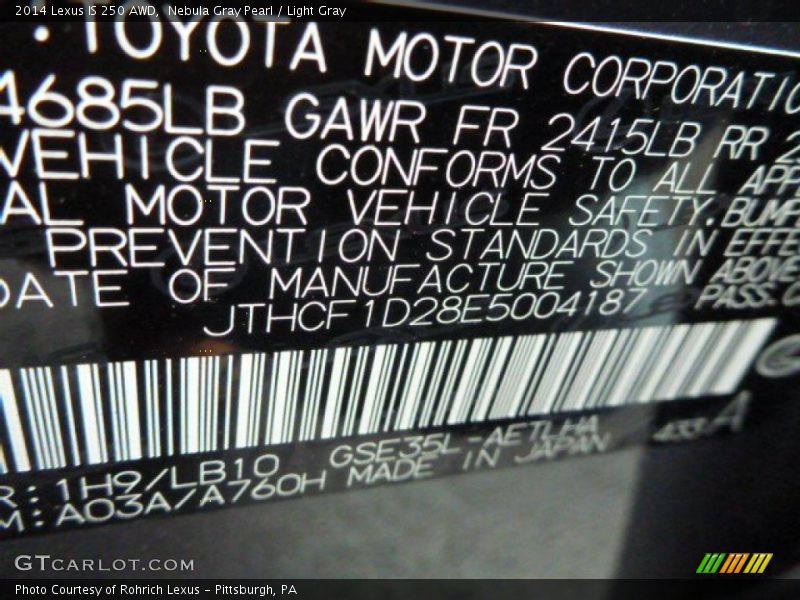 2014 Lexus IS 250 AWD, Nebula Gray Pearl / Light Gray
TOYOTA MOTOR CORPORATIO
4685LB GAWR FR 2415LB RR 2
VEHICLE CONFORMS TO ALL APP
AL MOTOR VEHICLE SAFETY, BUMP
PREVENTION STANDARDS IN EFFE
DATE OF MANUFACTURE SHOWN ABOVE
JTHCF1D28E5004187 PASS.
R: 1H9/LB10 GSE35L-AETLHA 433 A
M: A03A/A760H MADE IN JAPAN
GTCARLOT.COM
Photo Courtesy of Rohrich Lexus - Pittsburgh, PA